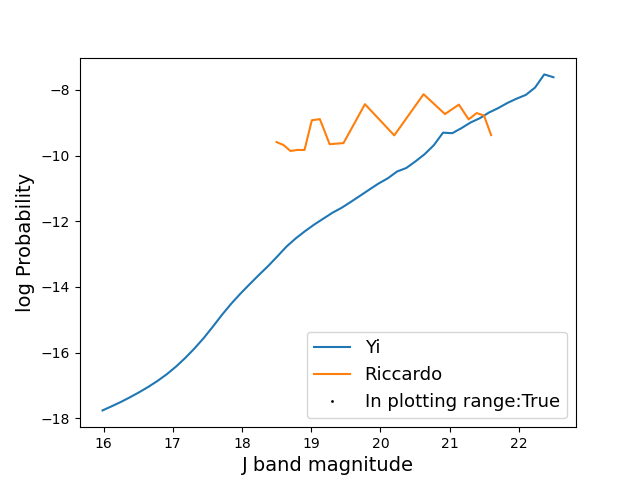 −8
−10
−12
−14
−16
−18
log Probability
16
17
18
19
20
21
22
J band magnitude
Yi
Riccardo
In plotting range:True